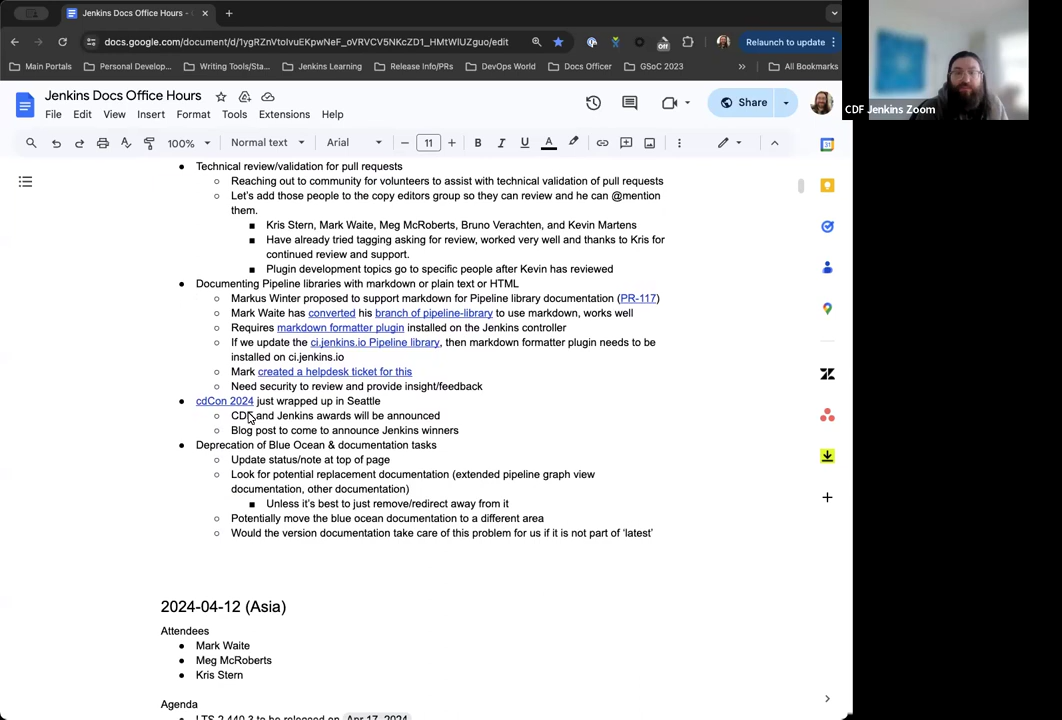 Jenkins Docs Office Hours -
docs.google.com/document/d/1ygRZnVtoIvuEKpwNeF_oVRVCV5NKcZD1_HMtWlUZguo/edit
Off
Relaunch to update
Main Portals
Personal Develop...
Writing Tools/Sta...
Jenkins Learning
Release Info/PRs
DevOps World
Docs Officer
GSoC 2023
All Bookmarks
CDF Jenkins Zoom
Jenkins Docs Office Hours
File Edit View Insert Format Tools Extensions Help
Share
100% Normal text Arial 11 B I U A
Technical review/validation for pull requests
Reaching out to community for volunteers to assist with technical validation of pull requests
Let's add those people to the copy editors group so they can review and he can @mention
them.
Kris Stern, Mark Waite, Meg McRoberts, Bruno Verachten, and Kevin Martens
Have already tried tagging asking for review, worked very well and thanks to Kris for
continued review and support.
Plugin development topics go to specific people after Kevin has reviewed
Documenting Pipeline libraries with markdown or plain text or HTML
Markus Winter proposed to support markdown for Pipeline library documentation (PR-117)
Mark Waite has converted his branch of pipeline-library to use markdown, works well
Requires markdown formatter plugin installed on the Jenkins controller
If we update the ci.jenkins.io Pipeline library, then markdown formatter plugin needs to be
installed on ci.jenkins.io
Mark created a helpdesk ticket for this
Need security to review and provide insight/feedback
cdCon 2024 just wrapped up in Seattle
CDF and Jenkins awards will be announced
Blog post to come to announce Jenkins winners
Deprecation of Blue Ocean & documentation tasks
Update status/note at top of page
Look for potential replacement documentation (extended pipeline graph view
documentation, other documentation)
Unless it's best to just remove/redirect away from it
Potentially move the blue ocean documentation to a different area
Would the version documentation take care of this problem for us if it is not part of 'latest'
2024-04-12 (Asia)
Attendees
Mark Waite
Meg McRoberts
Kris Stern
Agenda
LTS 2.440.3 to be released on Apr 17, 2024